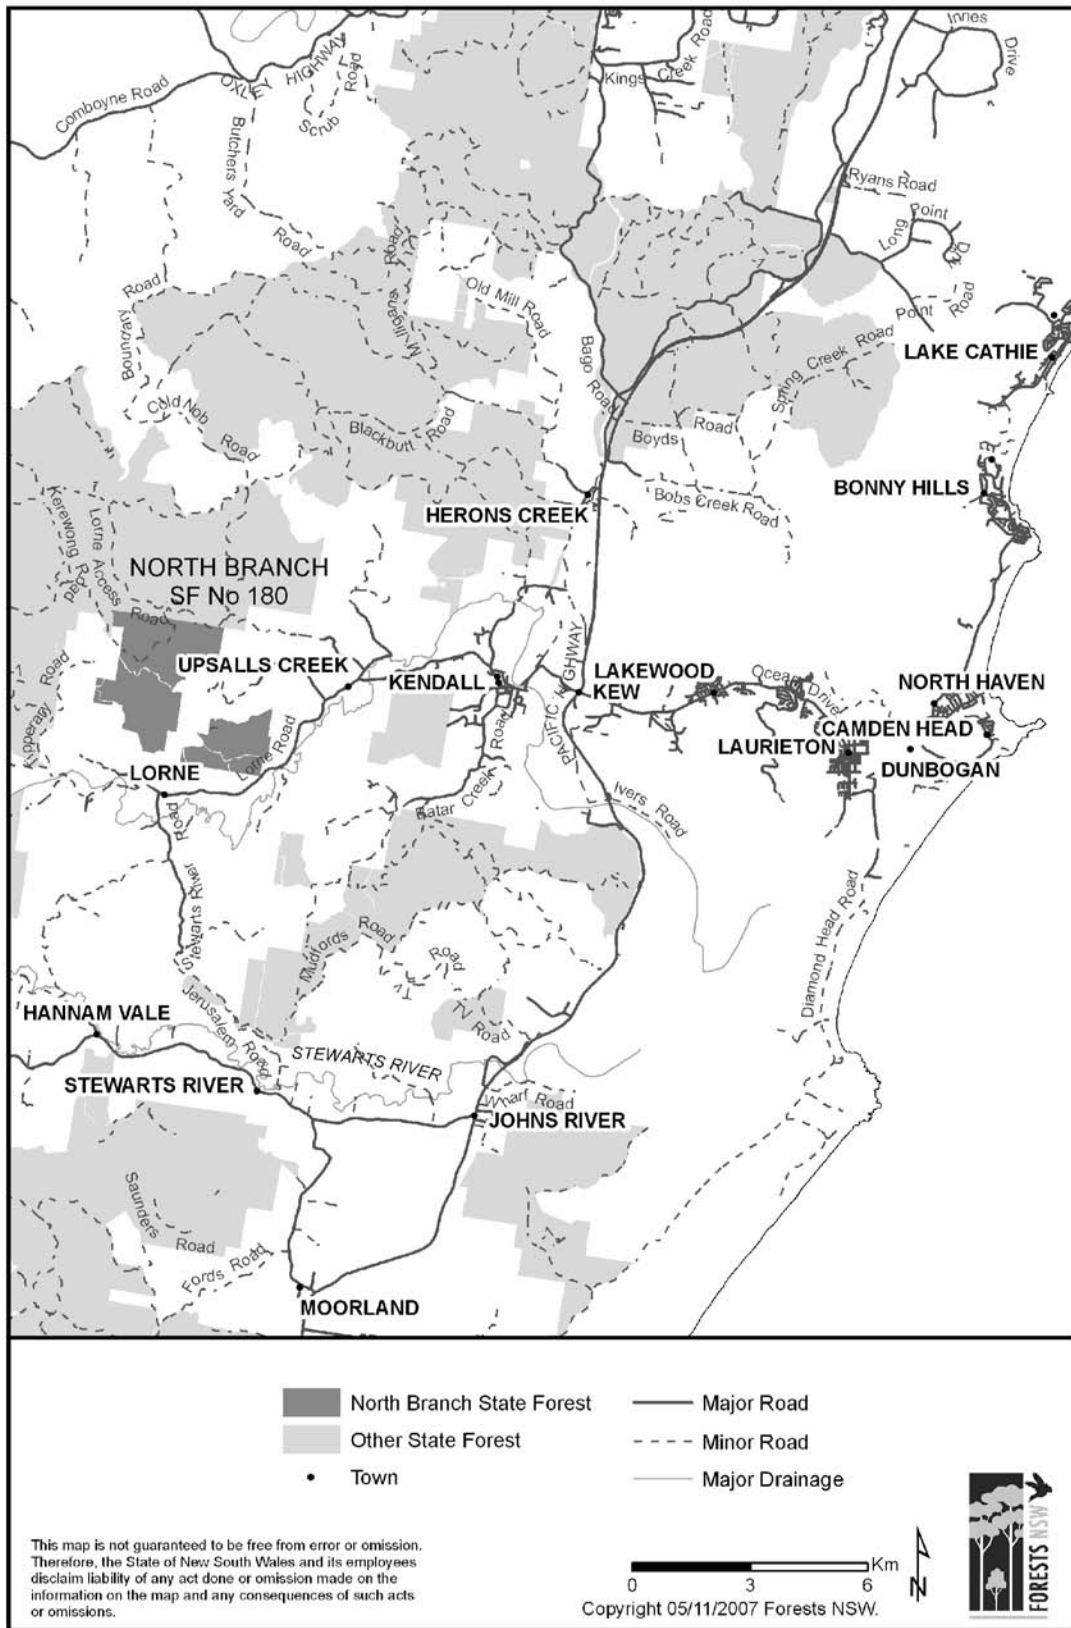 Innes
Drive
Kings Creek Road
OXLEY HIGHWAY
Comboyne Road
Scrub Road
Butchers Yard Road
Ryans Road
Long Point
Drv
Point Road
Milligans Road
Old Mill Road
Boundary Road
Bago Road
Spring Creek Road
LAKE CATHIE
Cold Nob Road
Blackbutt Road
Boyds Road
BONNY HILLS
Bobs Creek Road
HERONS CREEK
Kerewong Road
Lorne Access Road
NORTH BRANCH
SF No 180
UPSALLS CREEK
KENDALL
PACIFIC HIGHWAY
LAKEWOOD
KEW
Ocean Drive
NORTH HAVEN
CAMDEN HEAD
LAURIETON
DUNBOGAN
Tipperary Road
Lorne Road
LORNE
Batar Creek Road
Ivers Road
Stewarts River Road
Diamond Head Road
Mudfords Road
TV Road
TV Road
Jerusalem Road
HANNAM VALE
STEWARTS RIVER
STEWARTS RIVER
Wharf Road
JOHNS RIVER
Saunders Road
Fords Road
MOORLAND
North Branch State Forest
Other State Forest
Town
Major Road
Minor Road
Major Drainage
This map is not guaranteed to be free from error or omission.
Therefore, the State of New South Wales and its employees
disclaim liability of any act done or omission made on the
information on the map and any consequences of such acts
or omissions.
Km
0 3 6
Copyright 05/11/2007 Forests NSW.
N
FORESTS NSW